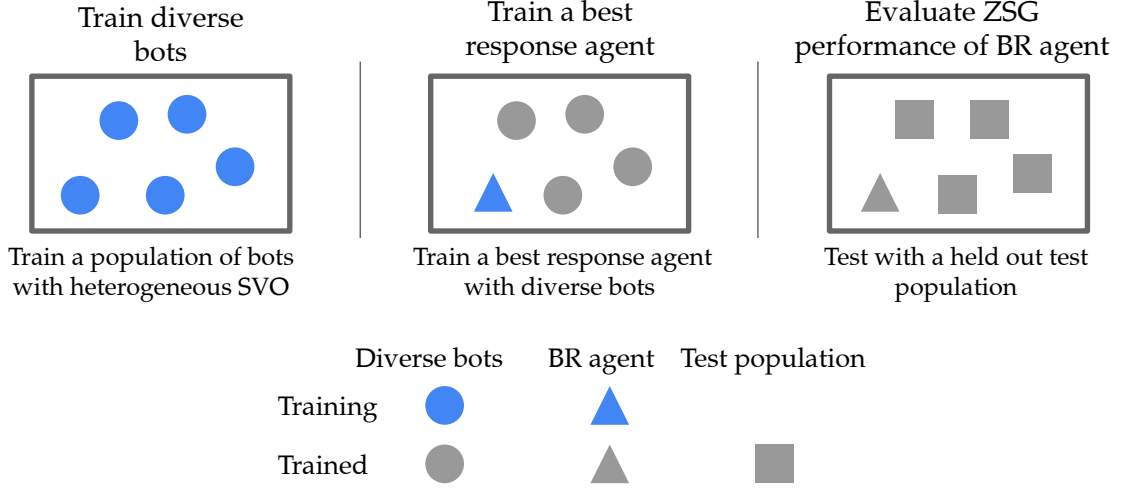 Train diverse
bots
Train a best
response agent
Evaluate ZSG
performance of BR agent
Train a population of bots
with heterogeneous SVO
Train a best response agent
with diverse bots
Test with a held out test
population
Diverse bots
BR agent
Test population
Training
Trained